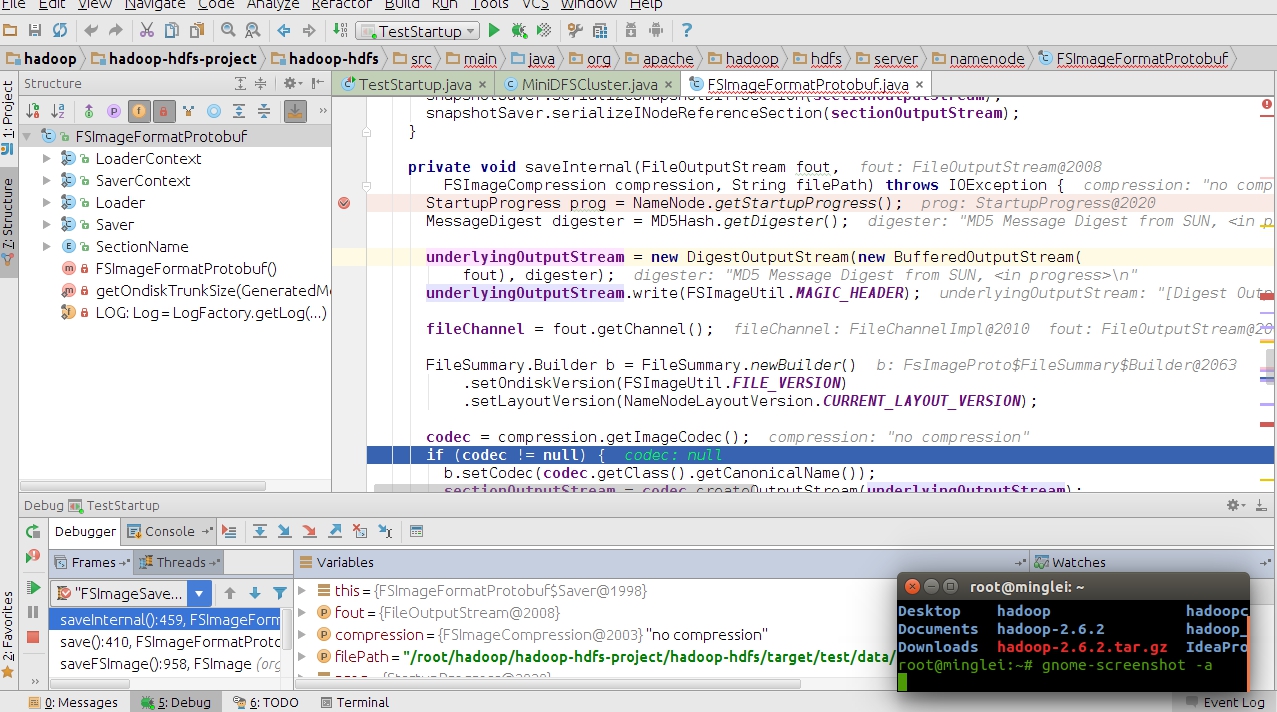 File Edit View Navigate Code Analyze Refactor Build Run Tools VCS Window Help
TestStartup
hadoop hadoop-hdfs-project hadoop-hdfs src main java org apache hadoop hdfs server namenode FSImageFormatProtobuf
1: Project
7: Structure
2: Favorites
Structure
FSImageFormatProtobuf
LoaderContext
SaverContext
Loader
Saver
SectionName
FSImageFormatProtobuf()
getOndiskTrunkSize(GeneratedMe
LOG: Log = LogFactory.getLog(...)
TestStartup.java MiniDFSCluster.java FSImageFormatProtobuf.java
snapshotSaver.serializeSnapshotDiffSection(sectionOutputStream);
snapshotSaver.serializeINodeReferenceSection(sectionOutputStream);
}
private void saveInternal(FileOutputStream fout, fout: FileOutputStream@2008
FSImageCompression compression, String filePath) throws IOException { compression: "no comp
StartupProgress prog = NameNode.getStartupProgress(); prog: StartupProgress@2020
MessageDigest digester = MD5Hash.getDigester(); digester: "MD5 Message Digest from SUN, <in p
underlyingOutputStream = new DigestOutputStream(new BufferedOutputStream(
fout), digester); digester: "MD5 Message Digest from SUN, <in progress>\n"
underlyingOutputStream.write(FSImageUtil.MAGIC_HEADER); underlyingOutputStream: "[Digest Outp
fileChannel = fout.getChannel(); fileChannel: FileChannelImpl@2010 fout: FileOutputStream@20
FileSummary.Builder b = FileSummary.newBuilder() b: FsImageProto$FileSummary$Builder@2063
.setOndiskVersion(FSImageUtil.FILE_VERSION)
.setLayoutVersion(NameNodeLayoutVersion.CURRENT_LAYOUT_VERSION);
codec = compression.getImageCodec(); compression: "no compression"
if (codec != null) { codec: null
b.setCodec(codec.getClass().getCanonicalName());
sectionOutputStream = codec.createOutputStream(underlyingOutputStream);
Debug TestStartup
Debugger Console
Frames Threads
"FSImageSave...
saveInternal():459, FSImageForm
save():410, FSImageFormatProto
saveFSImage():958, FSImage (org
Variables
this = {FSImageFormatProtobuf$Saver@1998}
fout = {FileOutputStream@2008}
compression = {FSImageCompression@2003} "no compression"
filePath = "/root/hadoop/hadoop-hdfs-project/hadoop-hdfs/target/test/data/
prog = {StartupProgress@2020}
Watches
root@minglei: ~
Desktop hadoop hadoopc
Documents hadoop-2.6.2 hadoop_
Downloads hadoop-2.6.2.tar.gz IdeaPro
root@minglei:~# gnome-screenshot -a
0: Messages 5: Debug 6: TODO Terminal Event Log